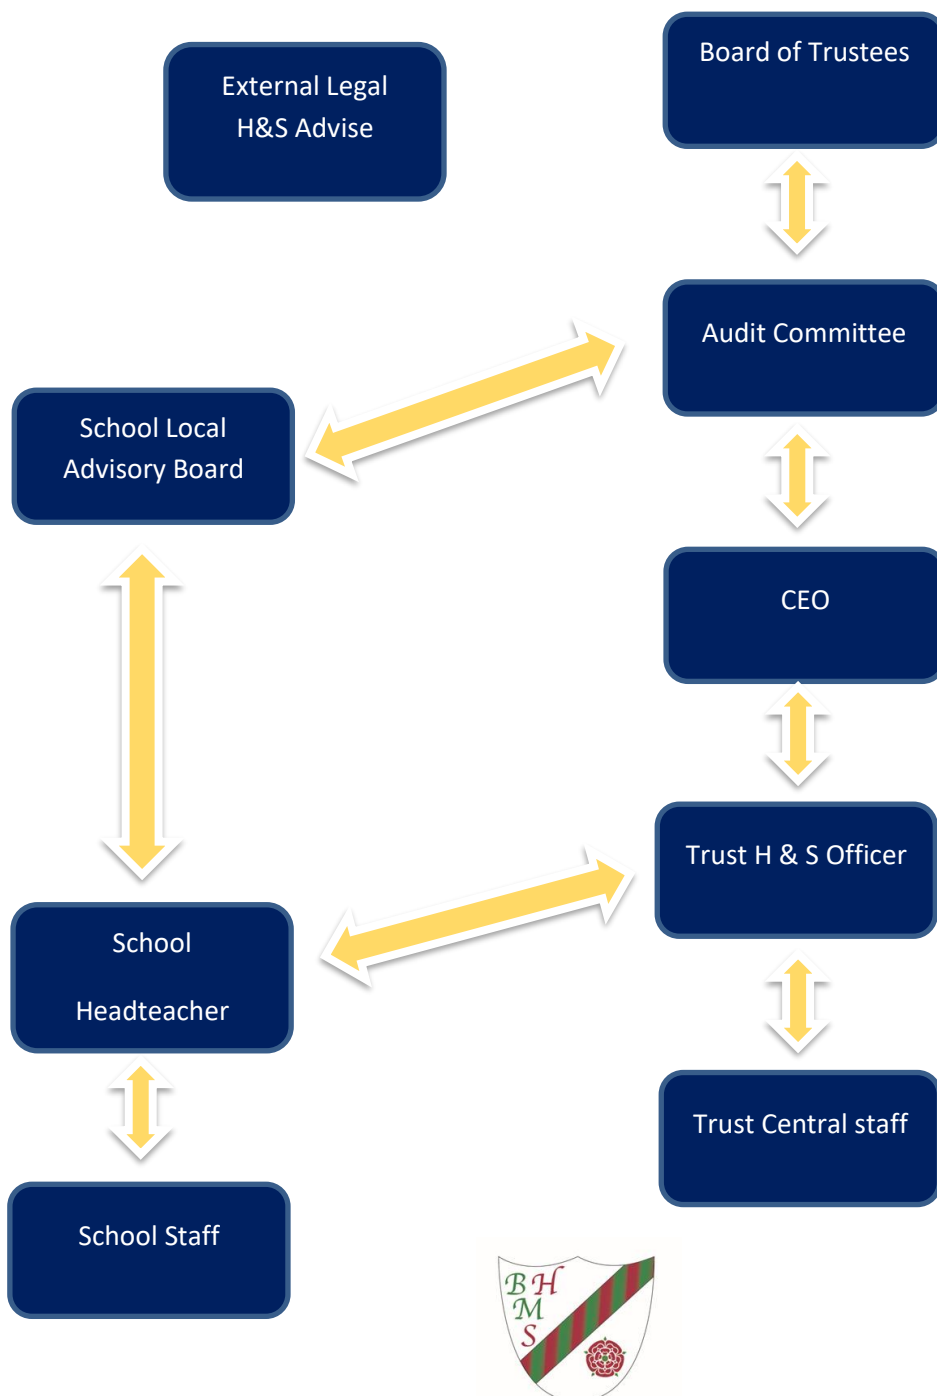 Board of Trustees
External Legal
H&S Advise
Audit Committee
School Local
Advisory Board
CEO
Trust H & S Officer
School
Headteacher
Trust Central staff
School Staff
BH
M
S